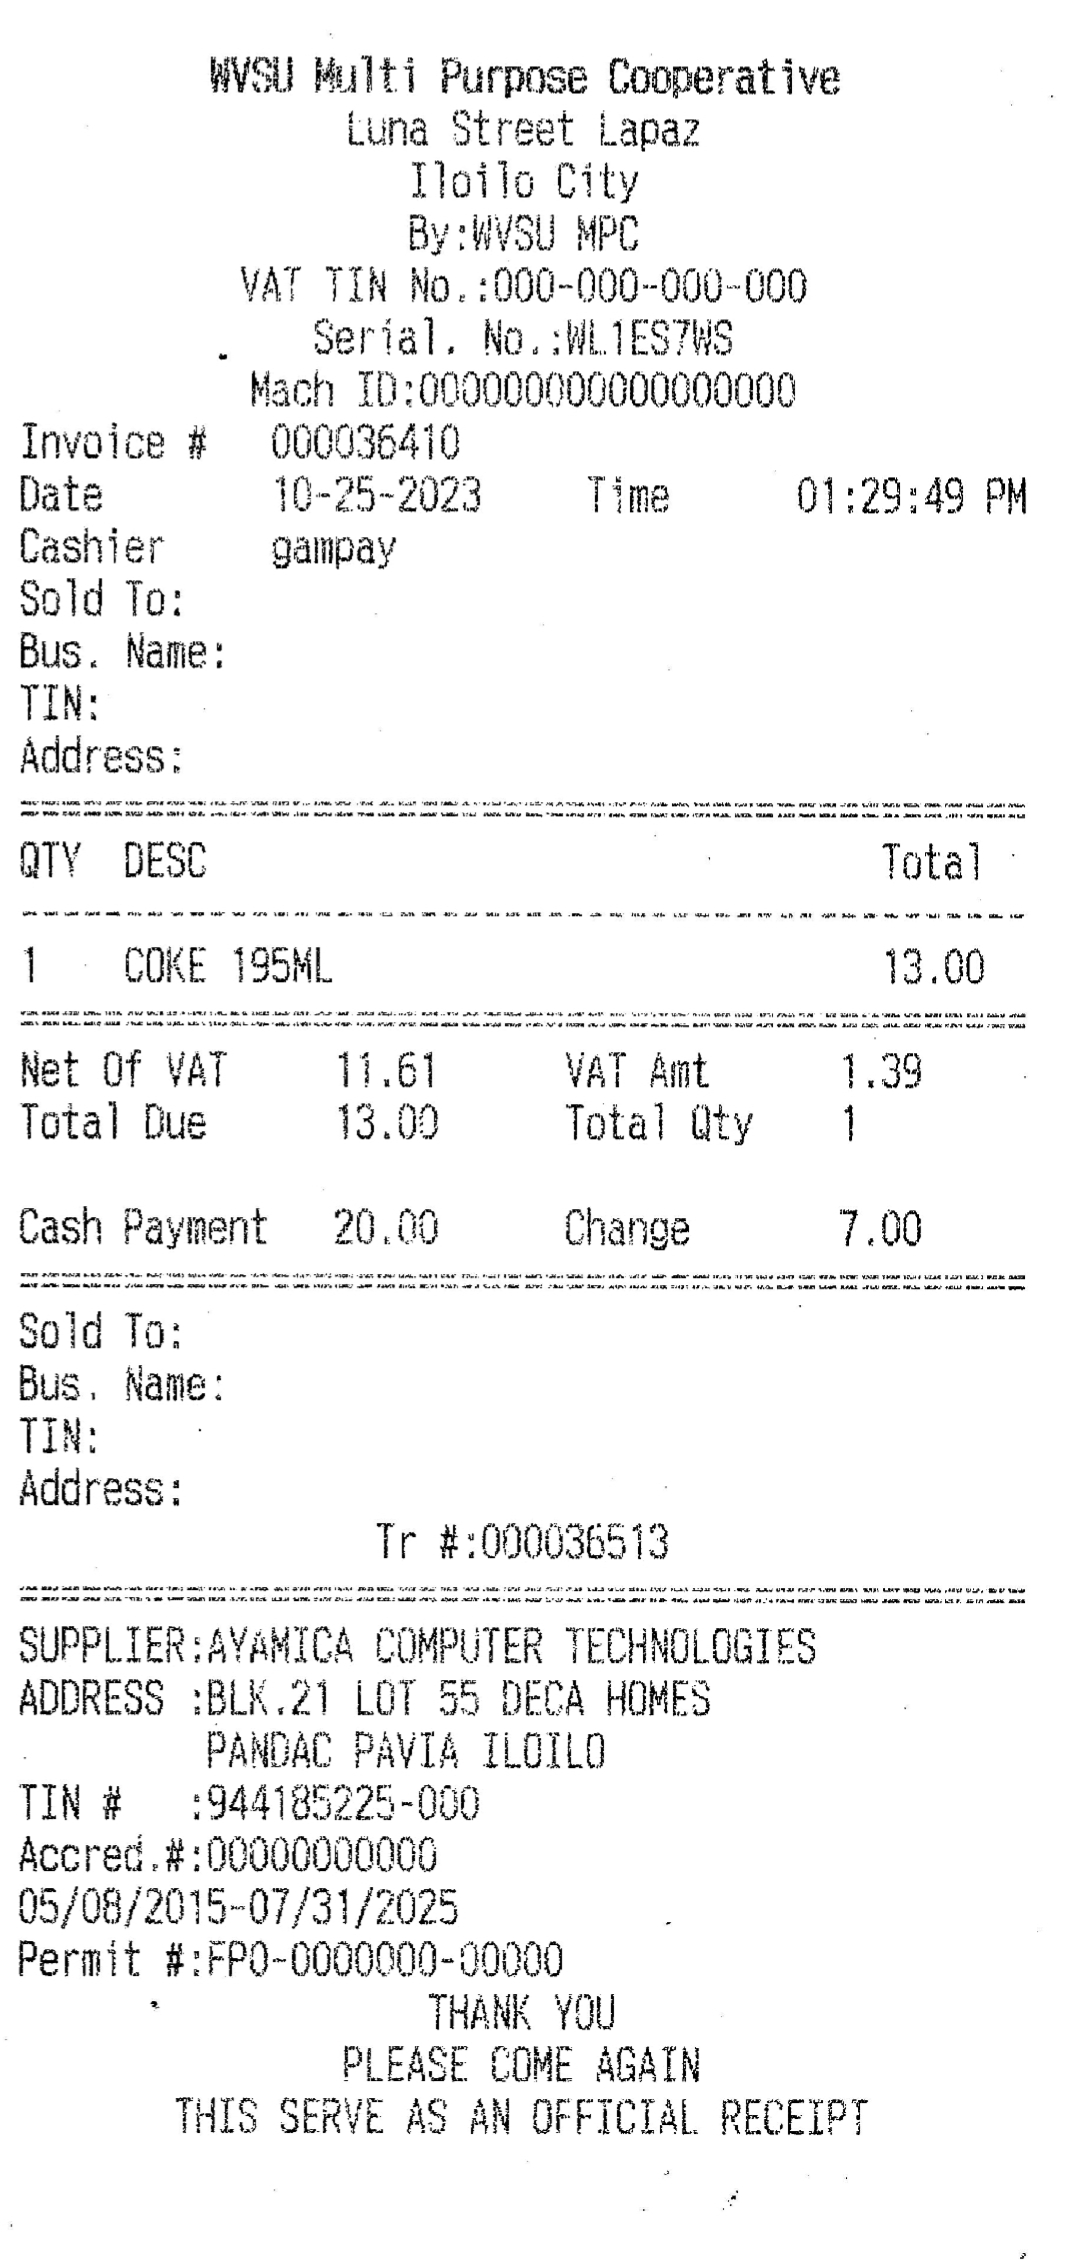 WVSU Multi Purpose Cooperative
Luna Street Lapaz
Iloilo City
By:WVSU MPC
VAT TIN No.:000-000-000-000
Serial. No.:WL1ES7WS
Mach ID:000000000000000000
Invoice # 000036410
Date 10-25-2023 Time 01:29:49 PM
Cashier gampay
Sold To:
Bus. Name:
TIN:
Address:
QTY DESC Total
1 COKE 195ML 13.00
Net Of VAT 11.61 VAT Amt 1.39
Total Due 13.00 Total Qty 1
Cash Payment 20.00 Change 7.00
Sold To:
Bus. Name:
TIN:
Address:
Tr #:000036513
SUPPLIER:AYAMICA COMPUTER TECHNOLOGIES
ADDRESS :BLK.21 LOT 55 DECA HOMES
PANDAC PAVIA ILOILO
TIN # :944185225-000
Accred.#:00000000000
05/08/2015-07/31/2025
Permit #:FP0-0000000-00000
THANK YOU
PLEASE COME AGAIN
THIS SERVE AS AN OFFICIAL RECEIPT